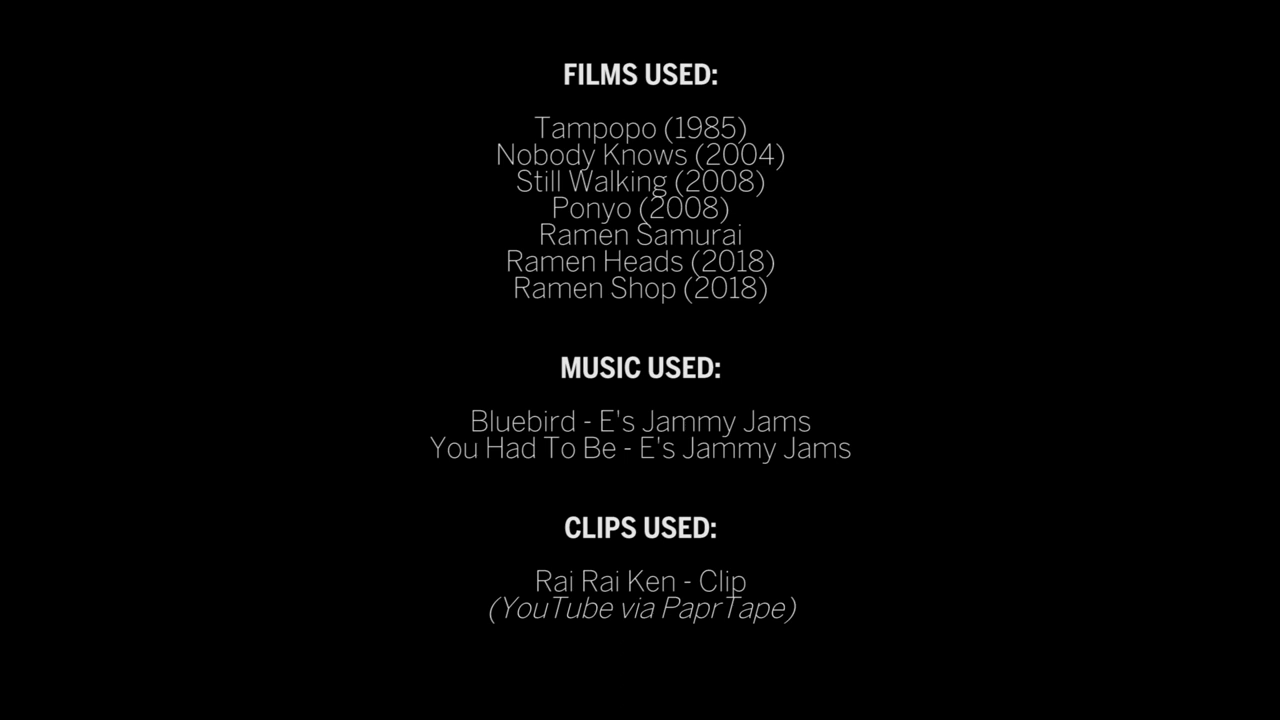 FILMS USED:
Tampopo (1985)
Nobody Knows (2004)
Still Walking (2008)
Ponyo (2008)
Ramen Samurai
Ramen Heads (2018)
Ramen Shop (2018)
MUSIC USED:
Bluebird - E's Jammy Jams
You Had To Be - E's Jammy Jams
CLIPS USED:
Rai Rai Ken - Clip
(YouTube via PaprTape)